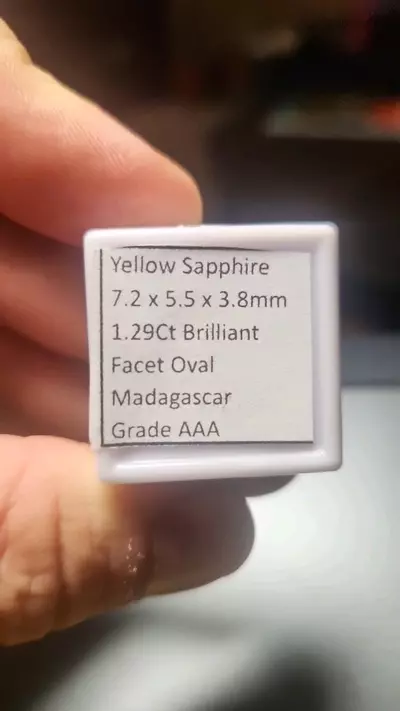 Yellow Sapphire
7.2 x 5.5 x 3.8mm
1.29Ct Brilliant
Facet Oval
Madagascar
Grade AAA